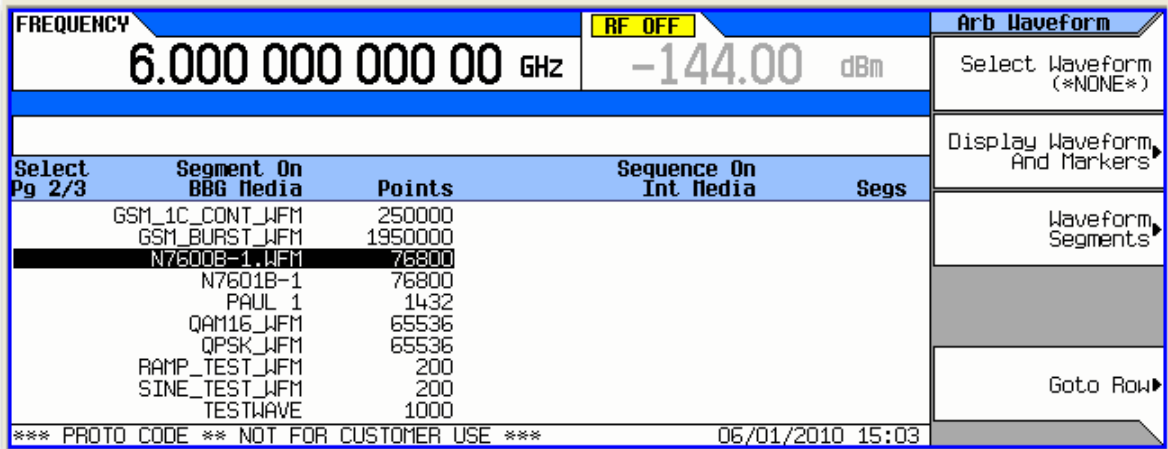 FREQUENCY RF OFF
6.000 000 000 00 GHz -144.00 dBm
Select Segment On Sequence On
Pg 2/3 BBG Media Points Int Media Segs
GSM_1C_CONT_WFM 250000
GSM_BURST_WFM 1950000
N7600B-1.WFM 76800
N7601B-1 76800
PAUL 1 1432
QAM16_WFM 65536
QPSK_WFM 65536
RAMP_TEST_WFM 200
SINE_TEST_WFM 200
TESTWAVE 1000
*** PROTO CODE ** NOT FOR CUSTOMER USE *** 06/01/2010 15:03
Arb Waveform
Select Waveform
(*NONE*)
Display Waveform
And Markers
Waveform
Segments
Goto Row